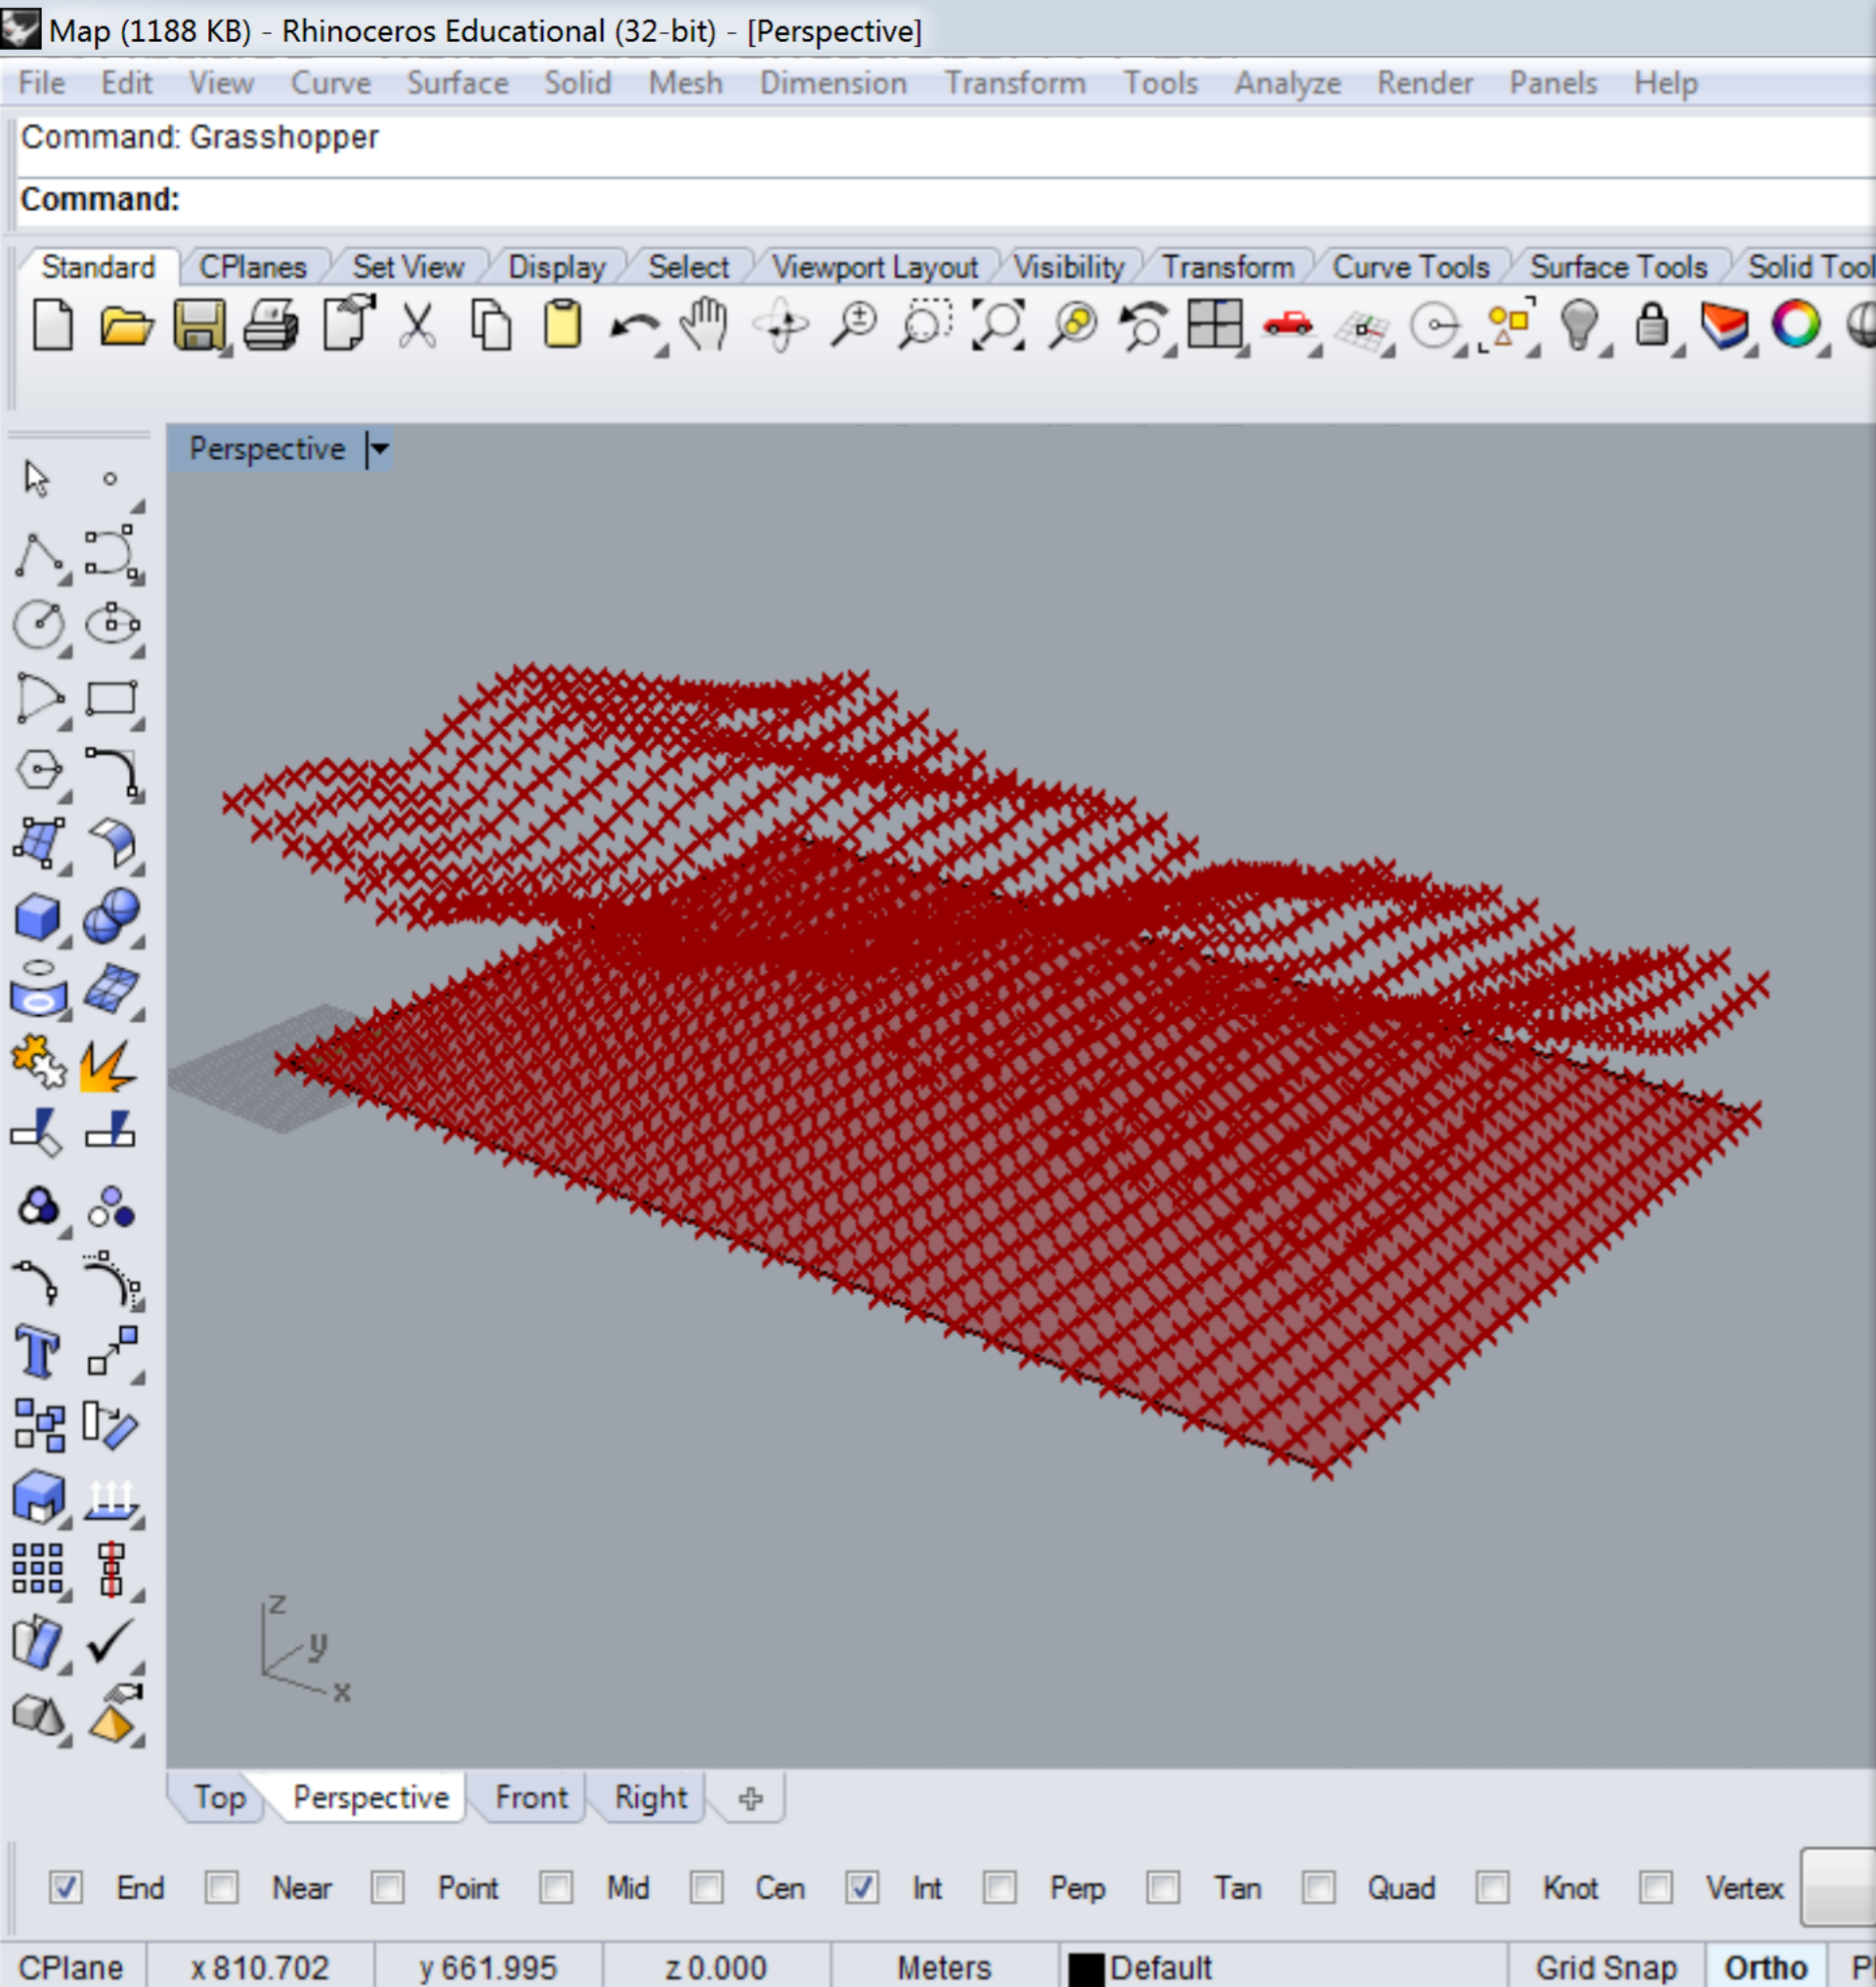 Map (1188 KB) - Rhinoceros Educational (32-bit) - [Perspective]
File Edit View Curve Surface Solid Mesh Dimension Transform Tools Analyze Render Panels Help
Command: Grasshopper
Command:
Standard CPlanes Set View Display Select Viewport Layout Visibility Transform Curve Tools Surface Tools Solid Tool
Perspective
z
y
x
Top Perspective Front Right
End Near Point Mid Cen Int Perp Tan Quad Knot Vertex
CPlane x 810.702 y 661.995 z 0.000 Meters Default Grid Snap Ortho